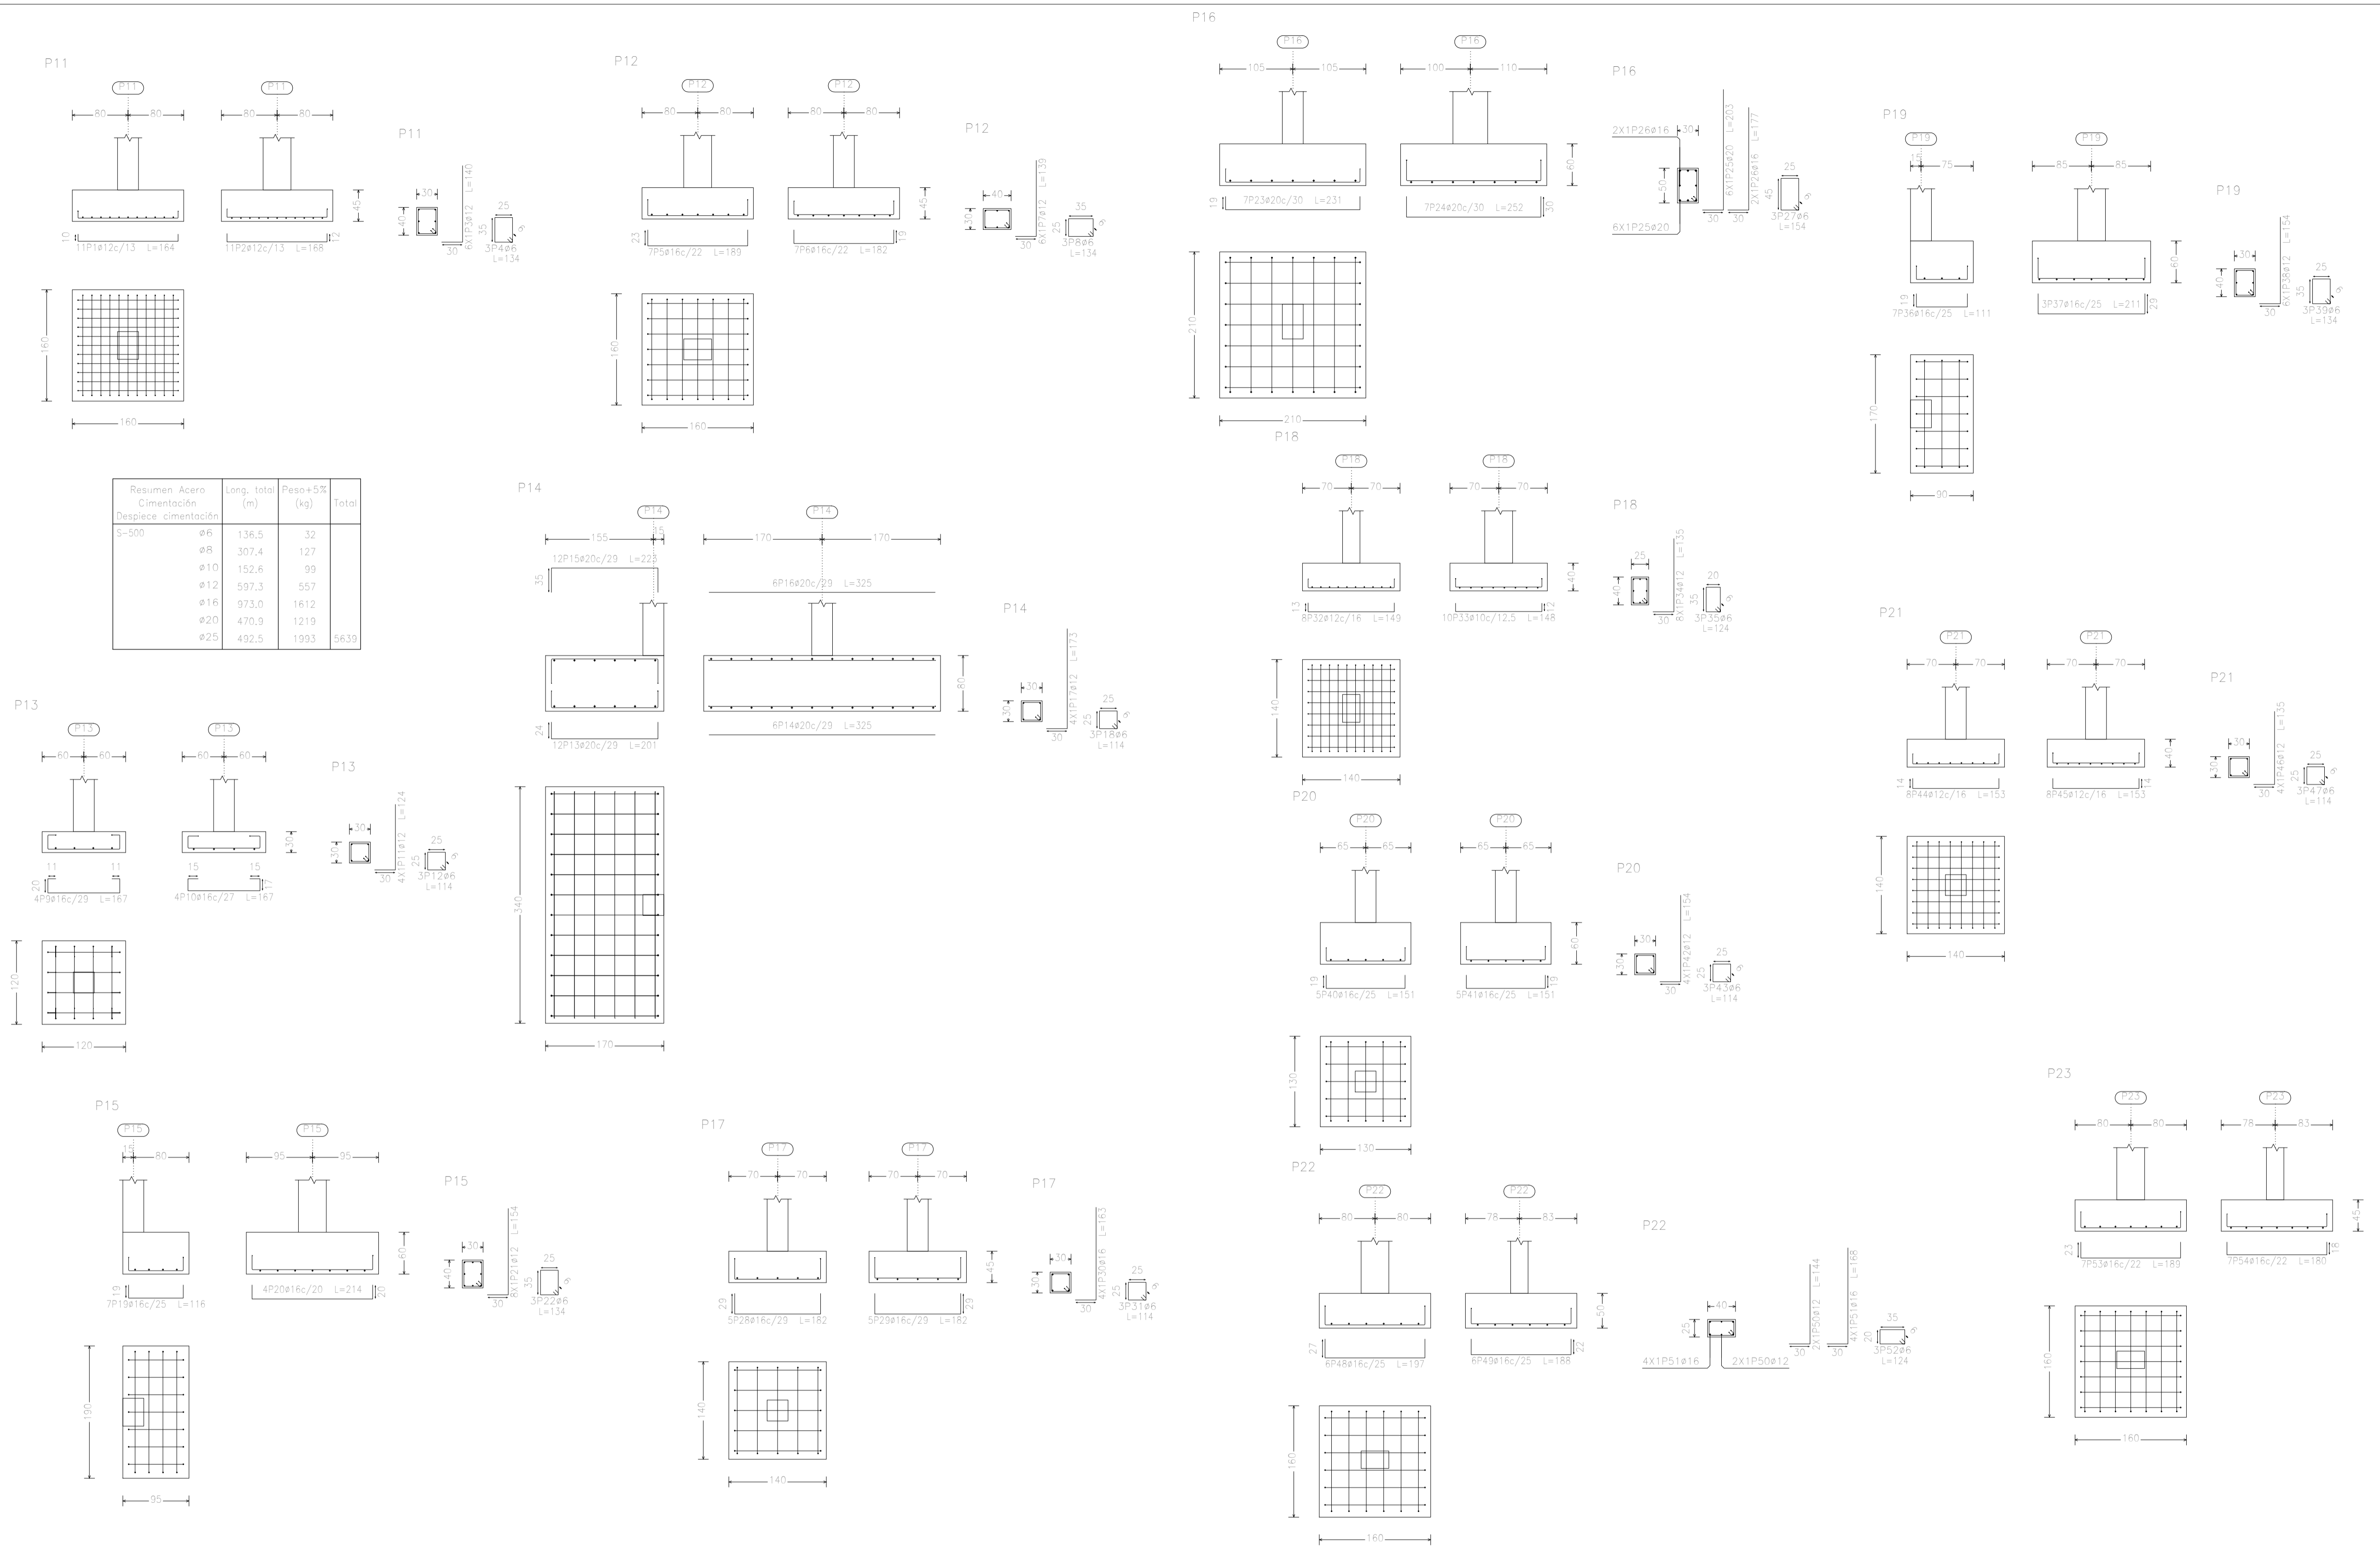 P11
P11
P11
80 80
80 80
45
10
11P1ø12c/13 L=164
11P2ø12c/13 L=168
12
160
160
P11
30
40
30
6X1P3ø12 L=140
25
35
3P4ø6
L=134
P12
P12
P12
80 80
80 80
45
23
7P5ø16c/22 L=189
7P6ø16c/22 L=182
19
160
160
P12
40
30
30
6X1P7ø12 L=139
35
25
3P8ø6
L=134
P16
P16
P16
105 105
100 110
60
19
7P23ø20c/30 L=231
7P24ø20c/30 L=252
30
210
210
P16
2X1P26ø16
30
50
6X1P25ø20
30
6X1P25ø20 L=203
30
2X1P26ø16 L=177
25
45
3P27ø6
L=154
P19
P19
P19
15 75
85 85
60
19
7P36ø16c/25 L=111
3P37ø16c/25 L=211
29
170
90
P19
30
40
30
6X1P38ø12 L=154
25
35
3P39ø6
L=134
Resumen Acero
Cimentación
Despiece cimentación
Long. total
(m)
Peso+5%
(kg)
Total
S-500 ø6 136.5 32
ø8 307.4 127
ø10 152.6 99
ø12 597.3 557
ø16 973.0 1612
ø20 470.9 1219
ø25 492.5 1993 5639
P14
P14
P14
155 15
170 170
12P15ø20c/29 L=223
35
6P16ø20c/29 L=325
80
24
12P13ø20c/29 L=201
6P14ø20c/29 L=325
340
170
P14
30
30
30
4X1P17ø12 L=173
25
25
3P18ø6
L=114
P18
P18
P18
70 70
70 70
40
13
8P32ø12c/16 L=149
10P33ø10c/12.5 L=148
12
140
140
P18
25
40
30
8X1P34ø12 L=135
20
35
3P35ø6
L=124
P21
P21
P21
70 70
70 70
40
14
8P44ø12c/16 L=153
8P45ø12c/16 L=153
14
140
140
P21
30
30
30
4X1P46ø12 L=135
25
25
3P47ø6
L=114
P13
P13
P13
60 60
60 60
30
11 11
15 15
20
4P9ø16c/29 L=167
4P10ø16c/27 L=167
17
120
120
P13
30
30
30
4X1P11ø12 L=124
25
25
3P12ø6
L=114
P20
P20
P20
65 65
65 65
60
19
5P40ø16c/25 L=151
5P41ø16c/25 L=151
19
130
130
P20
30
30
30
4X1P42ø12 L=154
25
25
3P43ø6
L=114
P15
P15
P15
15 80
95 95
60
19
7P19ø16c/25 L=116
4P20ø16c/20 L=214
20
190
95
P15
30
40
30
8X1P21ø12 L=154
25
35
3P22ø6
L=134
P17
P17
P17
70 70
70 70
45
29
5P28ø16c/29 L=182
5P29ø16c/29 L=182
29
140
140
P17
30
30
30
4X1P30ø16 L=163
25
25
3P31ø6
L=114
P22
P22
P22
80 80
78 83
50
27
6P48ø16c/25 L=197
6P49ø16c/25 L=188
22
160
160
P22
40
25
4X1P51ø16 2X1P50ø12
30
2X1P50ø12 L=144
30
4X1P51ø16 L=168
35
20
3P52ø6
L=124
P23
P23
P23
80 80
78 83
45
23
7P53ø16c/22 L=189
7P54ø16c/22 L=180
18
160
160